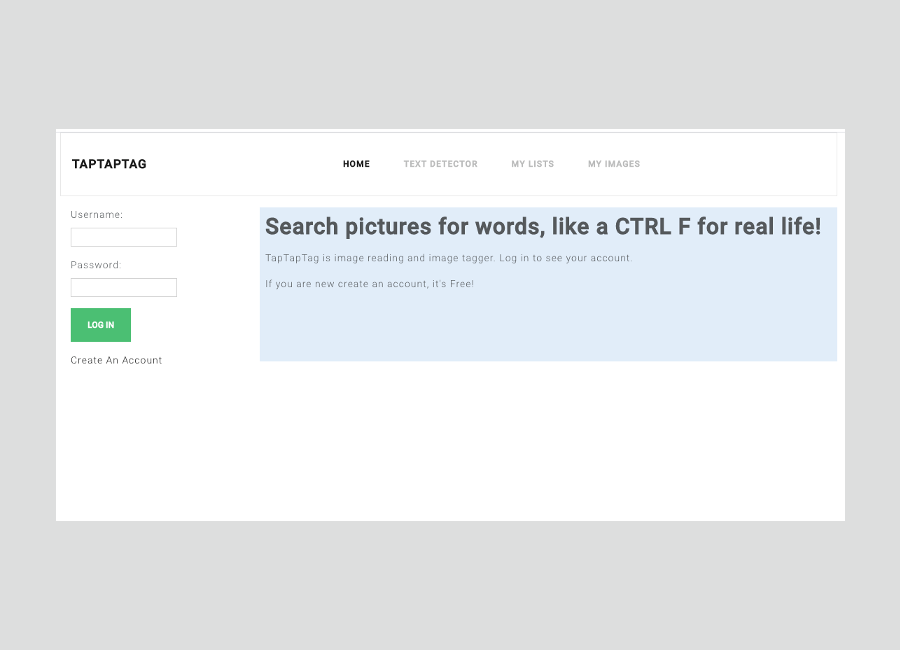 TAPTAPTAG
HOME TEXT DETECTOR MY LISTS MY IMAGES
Username:
Password:
LOG IN
Create An Account
Search pictures for words, like a CTRL F for real life!
TapTapTag is image reading and image tagger. Log in to see your account.
If you are new create an account, it's Free!